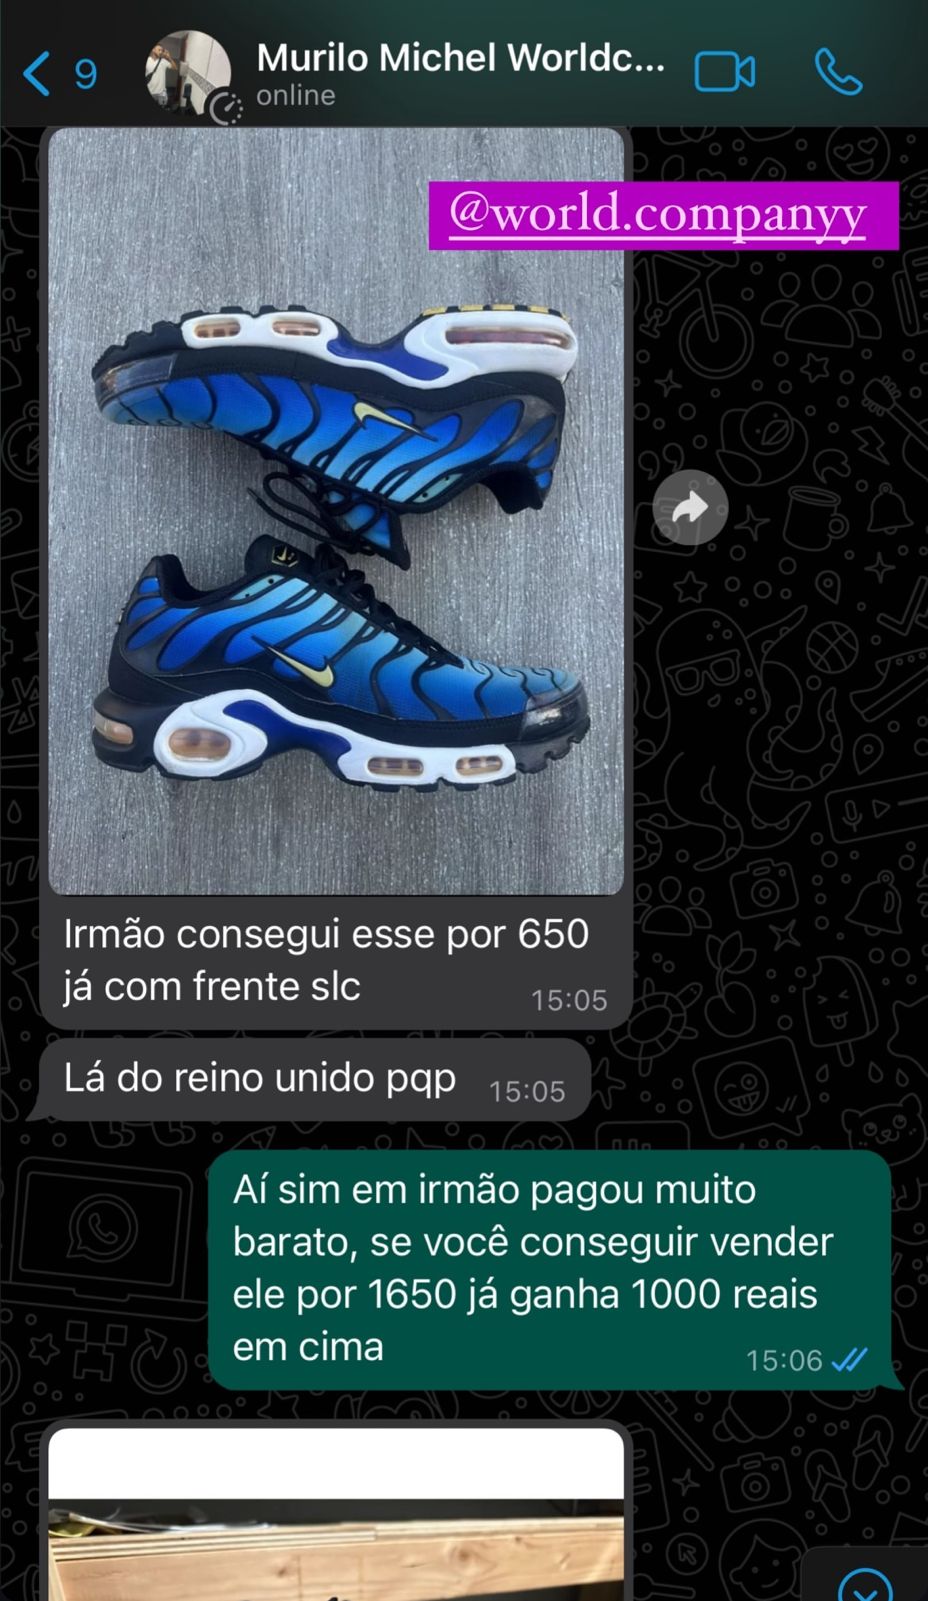 9
Murilo Michel Worldc...
online
@world.companyy
Irmão consegui esse por 650
já com frente slc
15:05
Lá do reino unido pqp
15:05
Aí sim em irmão pagou muito
barato, se você conseguir vender
ele por 1650 já ganha 1000 reais
em cima
15:06